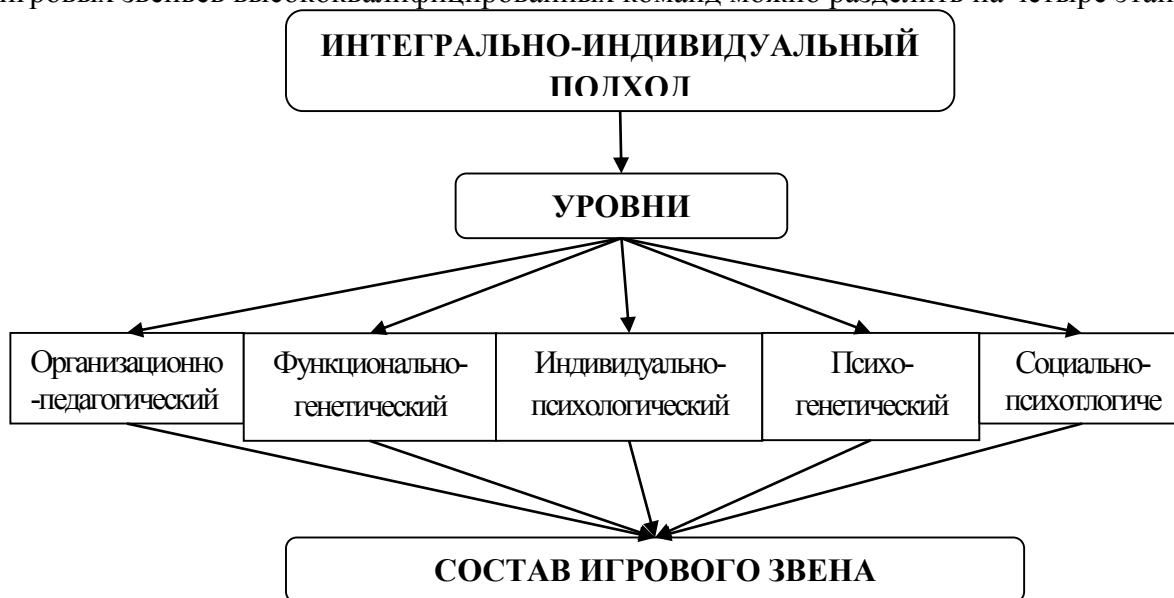 игровых звеньев высококвалифицированных команд можно разделить на четыре этап
ИНТЕГРАЛЬНО-ИНДИВИДУАЛЬНЫЙ
ПОДХОД
УРОВНИ
Организационно
-педагогический
Функционально-
генетический
Индивидуально-
психологический
Психо-
генетический
Социально-
психотлогиче
СОСТАВ ИГРОВОГО ЗВЕНА